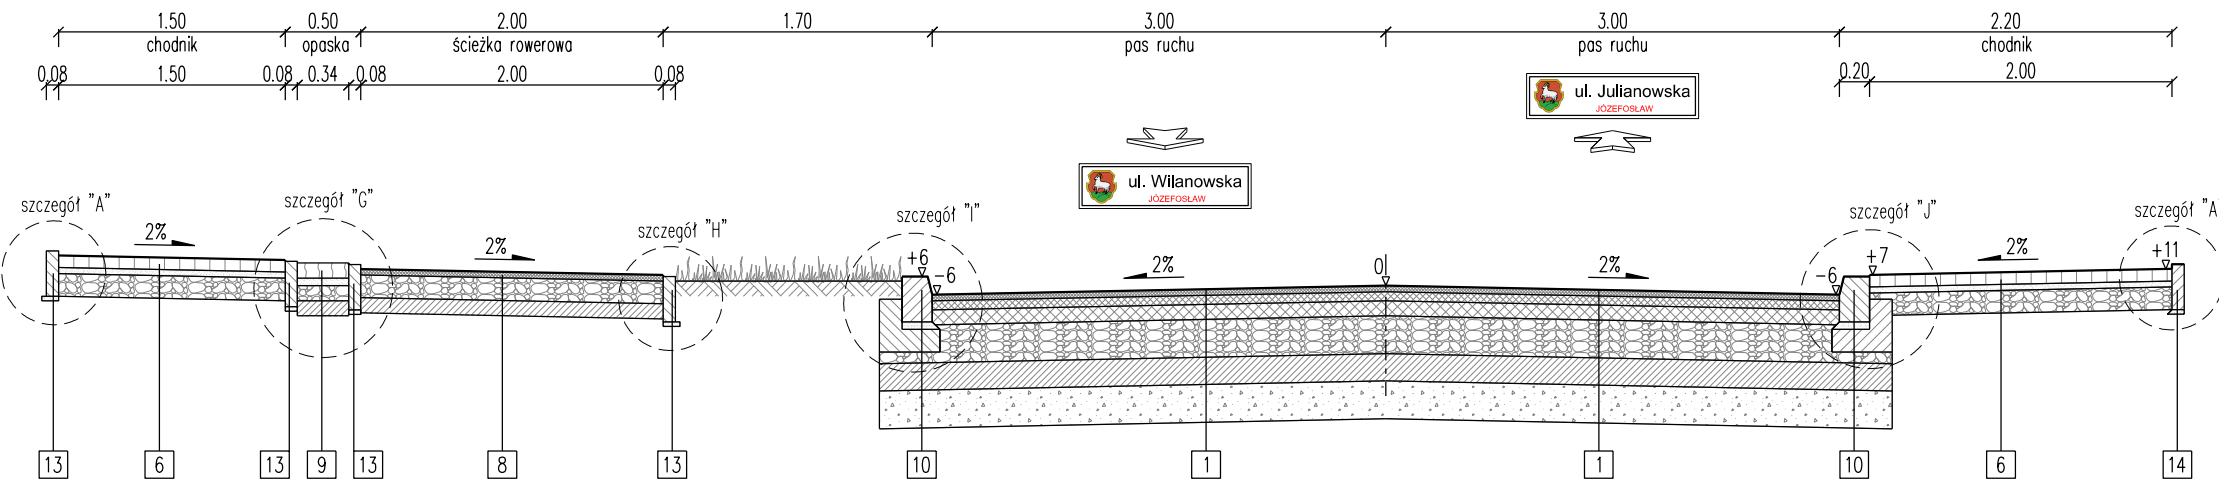 1.50 0.50 2.00 1.70 3.00 3.00 2.20
chodnik opaska ścieżka rowerowa pas ruchu pas ruchu chodnik
0.08 1.50 0.08 0.34 0.08 2.00 0.08 0.20 2.00
ul. Julianowska
JÓZEFOSŁAW
ul. Wilanowska
JÓZEFOSŁAW
szczegół "A" szczegół "G" szczegół "H" szczegół "I" szczegół "J" szczegół "A
2% 2% +6 -6 2% 0 2% -6 +7 2% +11
13 6 13 9 13 8 13 10 1 1 10 6 14